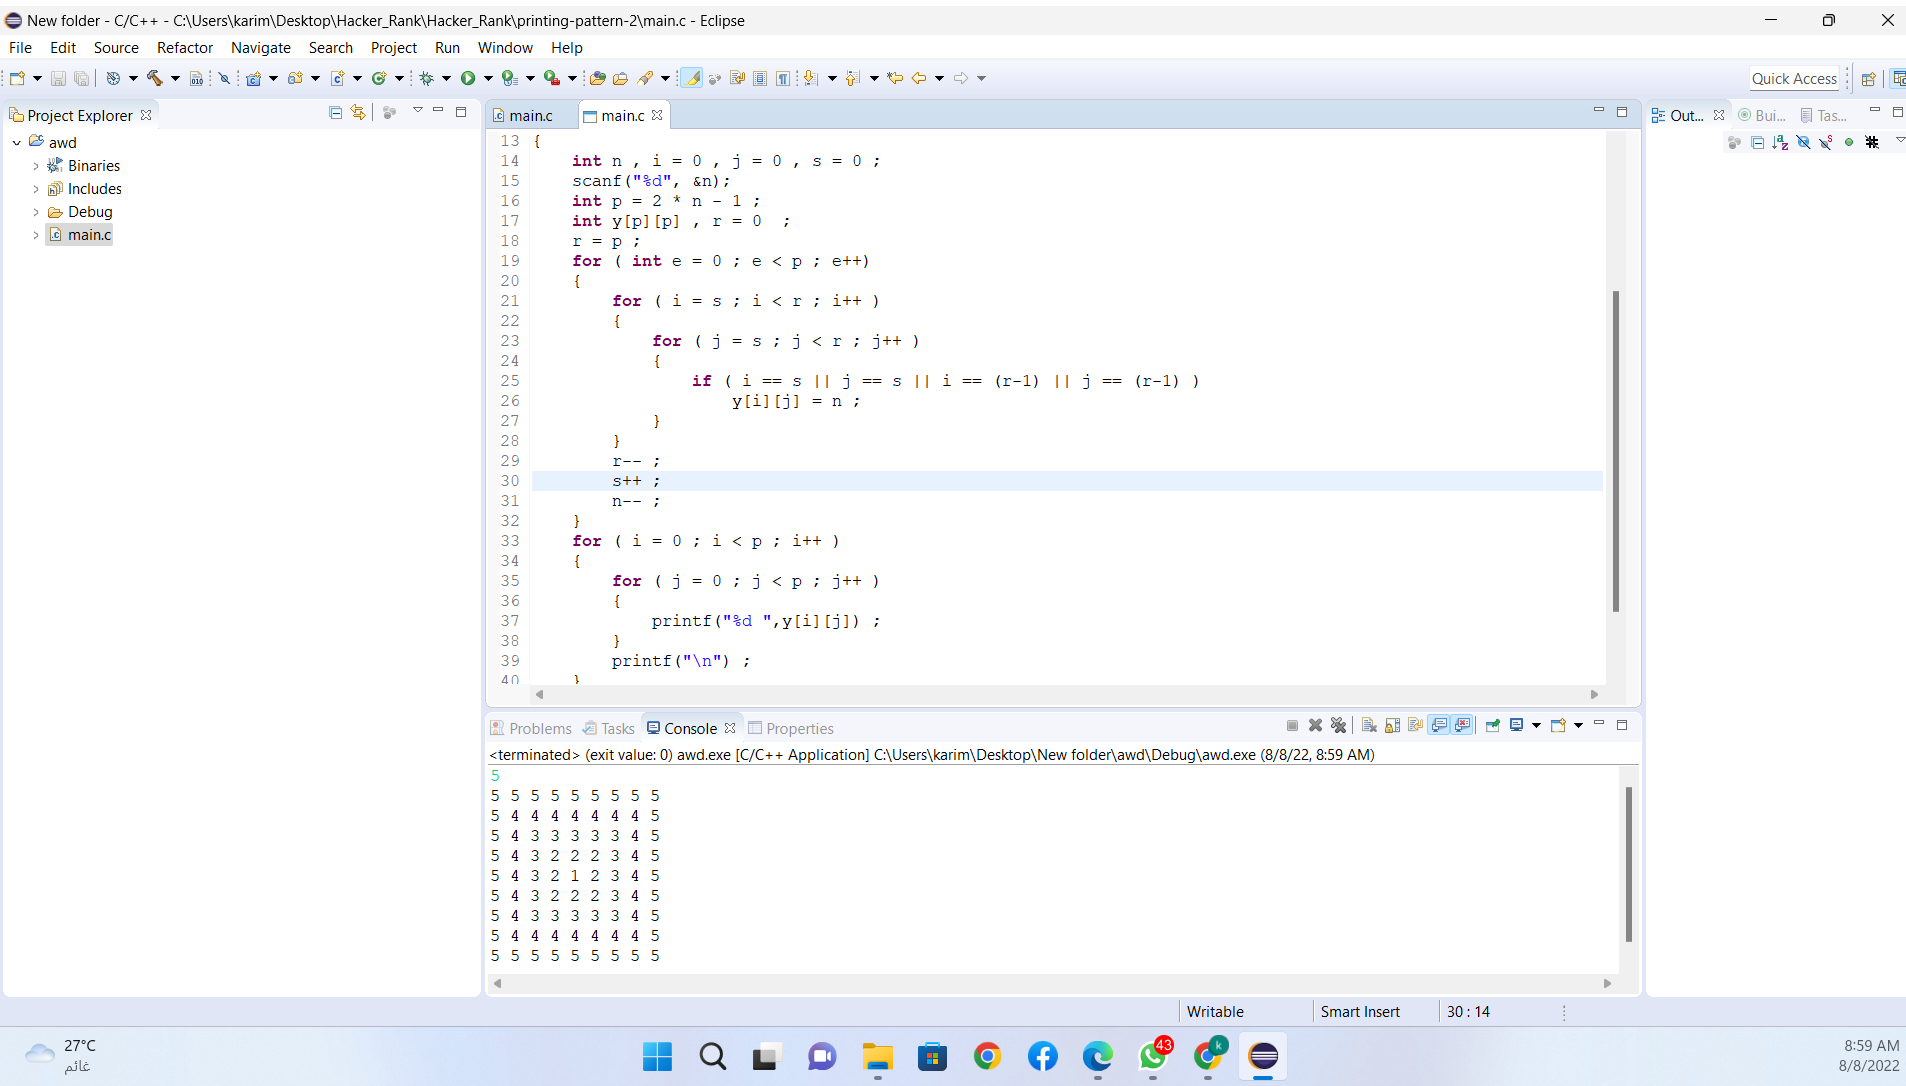 New folder - C/C++ - C:\Users\karim\Desktop\Hacker_Rank\Hacker_Rank\printing-pattern-2\main.c - Eclipse
File Edit Source Refactor Navigate Search Project Run Window Help
Quick Access
Project Explorer
awd
Binaries
Includes
Debug
main.c
main.c main.c
13 {
14     int n , i = 0 , j = 0 , s = 0 ;
15     scanf("%d", &n);
16     int p = 2 * n - 1 ;
17     int y[p][p] , r = 0  ;
18     r = p ;
19     for ( int e = 0 ; e < p ; e++)
20     {
21         for ( i = s ; i < r ; i++ )
22         {
23             for ( j = s ; j < r ; j++ )
24             {
25                 if ( i == s || j == s || i == (r-1) || j == (r-1) )
26                     y[i][j] = n ;
27             }
28         }
29         r-- ;
30         s++ ;
31         n-- ;
32     }
33     for ( i = 0 ; i < p ; i++ )
34     {
35         for ( j = 0 ; j < p ; j++ )
36         {
37             printf("%d ",y[i][j]) ;
38         }
39         printf("\n") ;
40     }
Out... Bui... Tas...
Problems Tasks Console Properties
<terminated> (exit value: 0) awd.exe [C/C++ Application] C:\Users\karim\Desktop\New folder\awd\Debug\awd.exe (8/8/22, 8:59 AM)
5
5 5 5 5 5 5 5 5 5
5 4 4 4 4 4 4 4 5
5 4 3 3 3 3 3 4 5
5 4 3 2 2 2 3 4 5
5 4 3 2 1 2 3 4 5
5 4 3 2 2 2 3 4 5
5 4 3 3 3 3 3 4 5
5 4 4 4 4 4 4 4 5
5 5 5 5 5 5 5 5 5
Writable Smart Insert 30 : 14
27°C
غائم
43
k
8:59 AM
8/8/2022